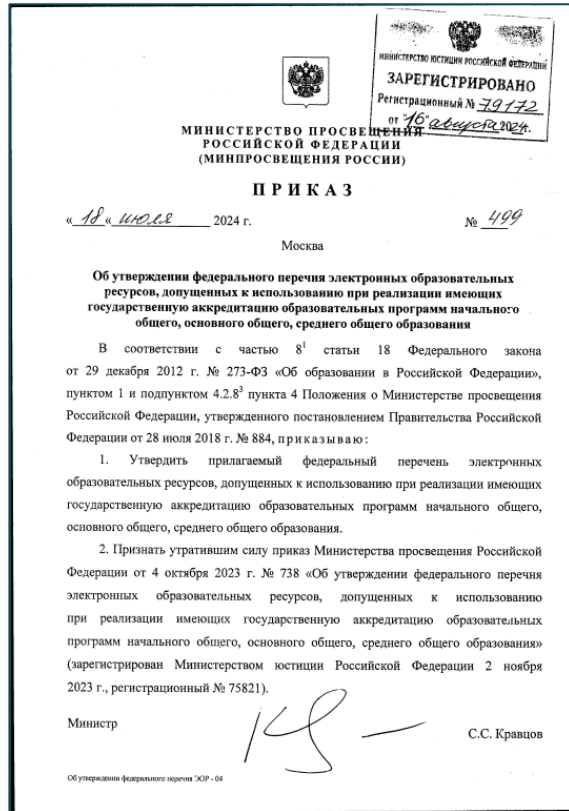 МИНИСТЕРСТВО ЮСТИЦИИ РОССИЙСКОЙ ФЕДЕРАЦИИ
ЗАРЕГИСТРИРОВАНО
Регистрационный № 79172
от "16" августа 2024г.
МИНИСТЕРСТВО ПРОСВЕЩЕНИЯ
РОССИЙСКОЙ ФЕДЕРАЦИИ
(МИНПРОСВЕЩЕНИЯ РОССИИ)
ПРИКАЗ
« 18 « июля 2024 г.
№ 499
Москва
Об утверждении федерального перечня электронных образовательных
ресурсов, допущенных к использованию при реализации имеющих
государственную аккредитацию образовательных программ начального
общего, основного общего, среднего общего образования
В соответствии с частью 8¹ статьи 18 Федерального закона
от 29 декабря 2012 г. № 273-ФЗ «Об образовании в Российской Федерации»,
пунктом 1 и подпунктом 4.2.8³ пункта 4 Положения о Министерстве просвещения
Российской Федерации, утвержденного постановлением Правительства Российской
Федерации от 28 июля 2018 г. № 884, приказываю:
1. Утвердить прилагаемый федеральный перечень электронных
образовательных ресурсов, допущенных к использованию при реализации имеющих
государственную аккредитацию образовательных программ начального общего,
основного общего, среднего общего образования.
2. Признать утратившим силу приказ Министерства просвещения Российской
Федерации от 4 октября 2023 г. № 738 «Об утверждении федерального перечня
электронных образовательных ресурсов, допущенных к использованию
при реализации имеющих государственную аккредитацию образовательных
программ начального общего, основного общего, среднего общего образования»
(зарегистрирован Министерством юстиции Российской Федерации 2 ноября
2023 г., регистрационный № 75821).
Министр
С.С. Кравцов
Об утверждении федерального перечня ЭОР - 04